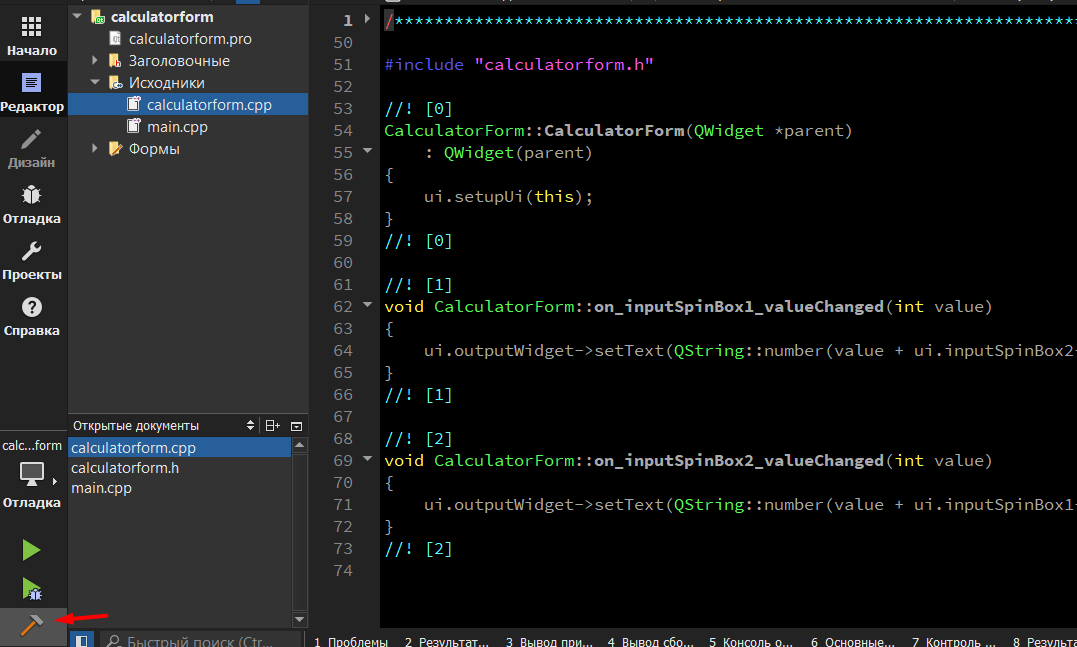 Начало
Редактор
Дизайн
Отладка
Проекты
Справка
calc...form
Отладка
calculatorform
calculatorform.pro
Заголовочные
Исходники
calculatorform.cpp
main.cpp
Формы
Открытые документы
calculatorform.cpp
calculatorform.h
main.cpp
1 /********************************************************************
50
51 #include "calculatorform.h"
52
53 //! [0]
54 CalculatorForm::CalculatorForm(QWidget *parent)
55 : QWidget(parent)
56 {
57 ui.setupUi(this);
58 }
59 //! [0]
60
61 //! [1]
62 void CalculatorForm::on_inputSpinBox1_valueChanged(int value)
63 {
64 ui.outputWidget->setText(QString::number(value + ui.inputSpinBox2-
65 }
66 //! [1]
67
68 //! [2]
69 void CalculatorForm::on_inputSpinBox2_valueChanged(int value)
70 {
71 ui.outputWidget->setText(QString::number(value + ui.inputSpinBox1-
72 }
73 //! [2]
74
Быстрый поиск (Ctr...
1 Проблемы 2 Результат... 3 Вывод при... 4 Вывод сбо... 5 Консоль о... 6 Основные... 7 Контроль ... 8 Результа